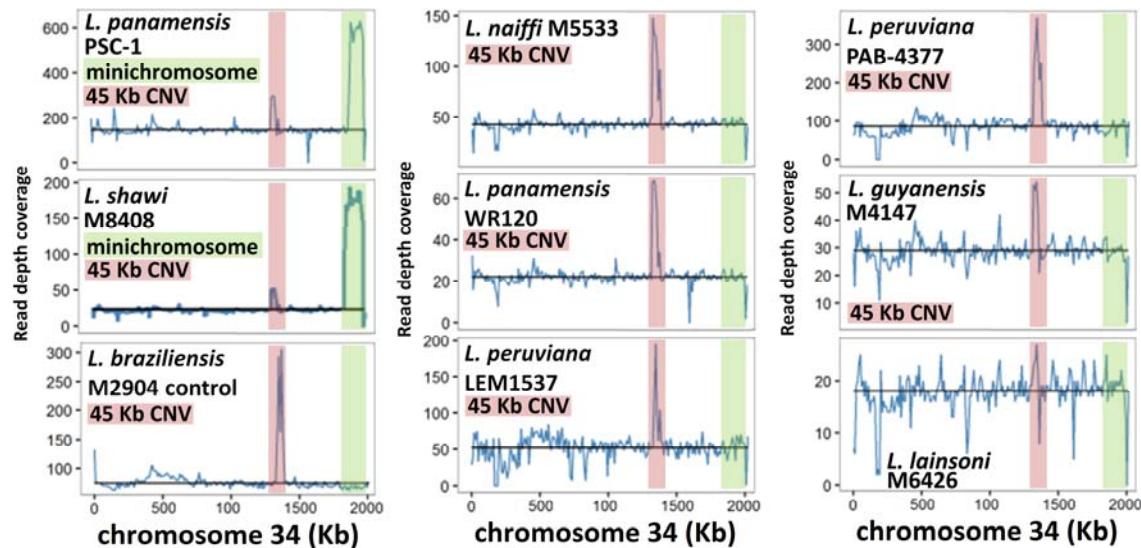 L. panamensis
PSC-1
minichromosome
45 Kb CNV
600
400
200
0
Read depth coverage
L. shawi
M8408
minichromosome
45 Kb CNV
200
150
100
50
0
L. braziliensis
M2904 control
45 Kb CNV
300
250
200
150
100
0 500 1000 1500 2000
chromosome 34 (Kb)
L. naiffi M5533
45 Kb CNV
150
100
50
Read depth coverage
L. panamensis
WR120
45 Kb CNV
60
40
20
0
L. peruviana
LEM1537
45 Kb CNV
200
150
100
50
0
0 500 1000 1500 2000
chromosome 34 (Kb)
L. peruviana
PAB-4377
45 Kb CNV
300
200
100
0
Read depth coverage
L. guyanensis
M4147
45 Kb CNV
50
40
30
20
10
L. lainsoni
M6426
20
10
0
0 500 1000 1500 2000
chromosome 34 (Kb)